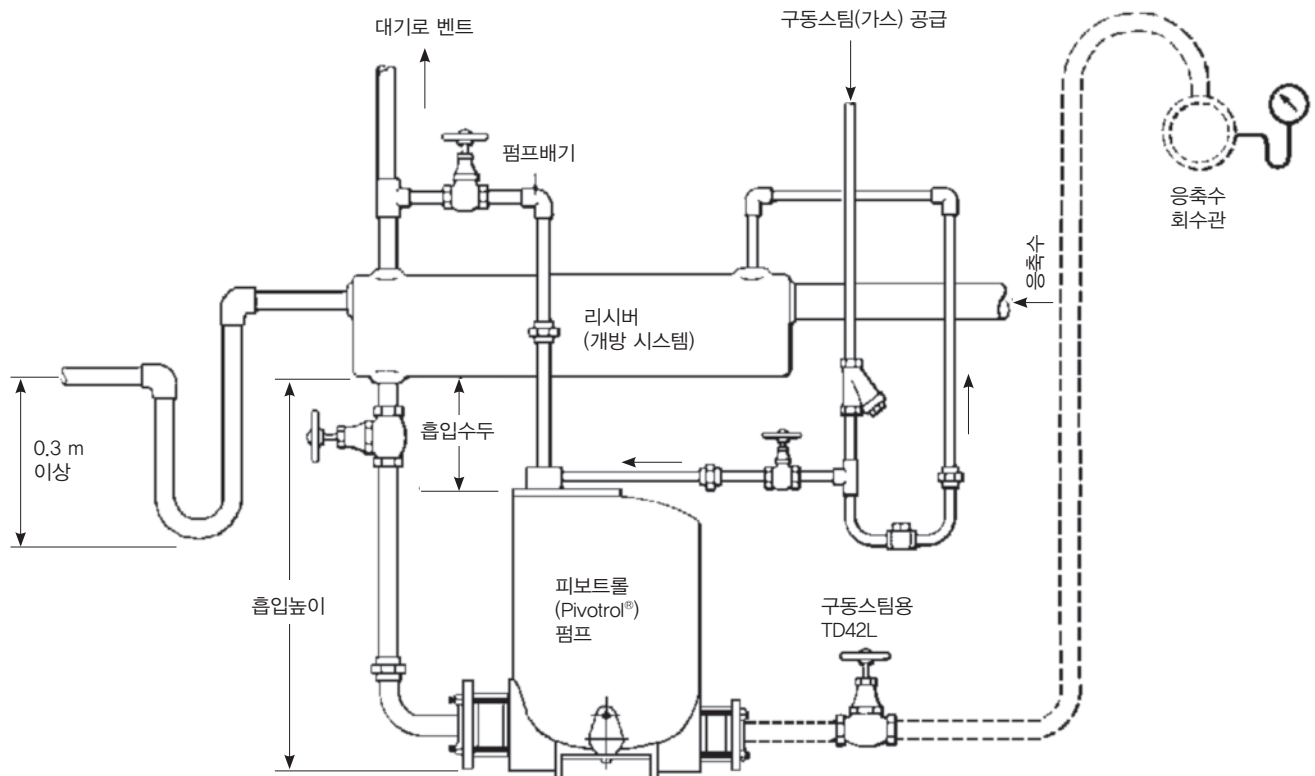 대기로 벤트
구동스팀(가스) 공급
펌프배기
응축수
회수관
응축수
리시버
(개방 시스템)
흡입수두
0.3 m
이상
흡입높이
피보트롤
(Pivotrol®)
펌프
구동스팀용
TD42L